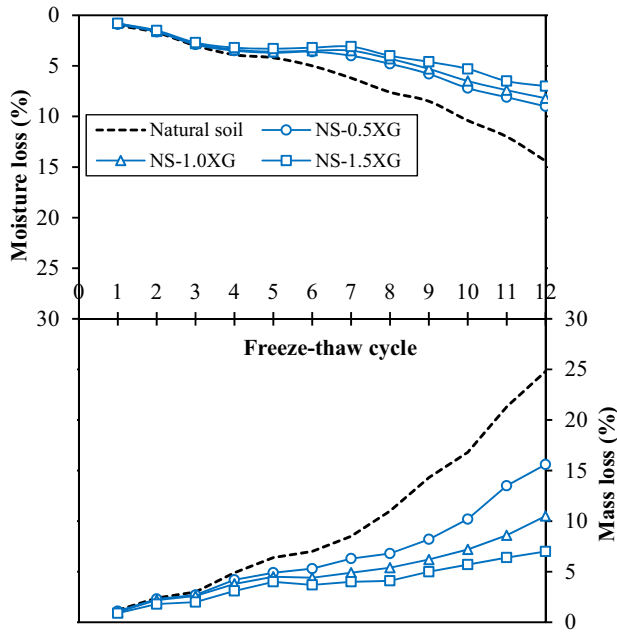 0
5
10
15
20
25
30
Moisture loss (%)
Natural soil
NS-0.5XG
NS-1.0XG
NS-1.5XG
0 1 2 3 4 5 6 7 8 9 10 11 12
Freeze-thaw cycle
30
25
20
15
10
5
0
Mass loss (%)